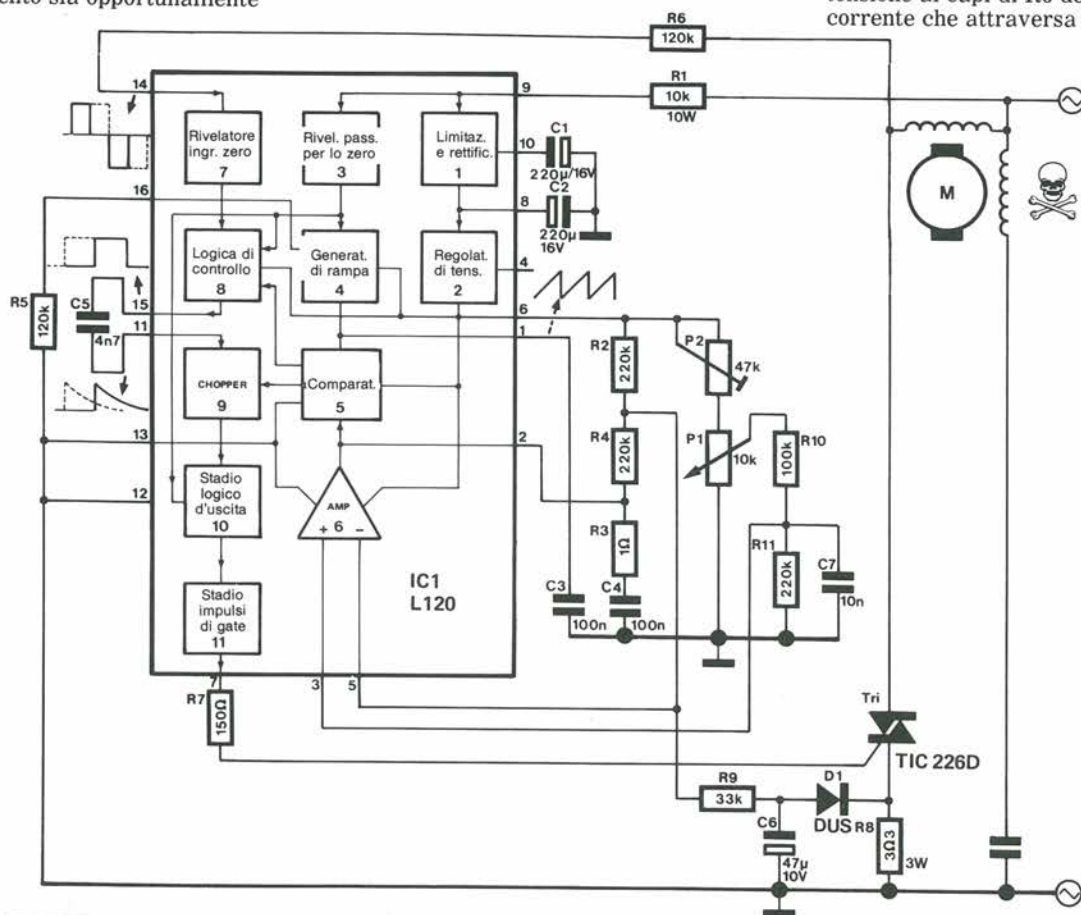 ento sia opportunamente
tensione ai capi di R8 de
corrente che attraversa
R6
120k
14
9
R1
10k
10W
Rivelatore
ingr. zero
7
Rivel. pass.
per lo zero
3
Limitaz.
e rettific.
1
10
C1
220µ/16V
C2
220µ
16V
8
M
16
Logica di
controllo
8
Generat.
di rampa
4
Regolat.
di tens.
2
4
6
1
R5
120k
C5
4n7
15
11
R2
220k
P2
47k
CHOPPER
9
Comparat.
5
R4
220k
P1
10k
R10
100k
13
2
12
Stadio
logico
d'uscita
10
AMP
+ 6 −
R3
1Ω
R11
220k
C7
10n
IC1
L120
C3
100n
C4
100n
Stadio
impulsi
di gate
11
7
3
5
R7
150Ω
Tri
TIC 226D
R9
33k
D1
DUS
C6
47µ
10V
R8
3Ω3
3W